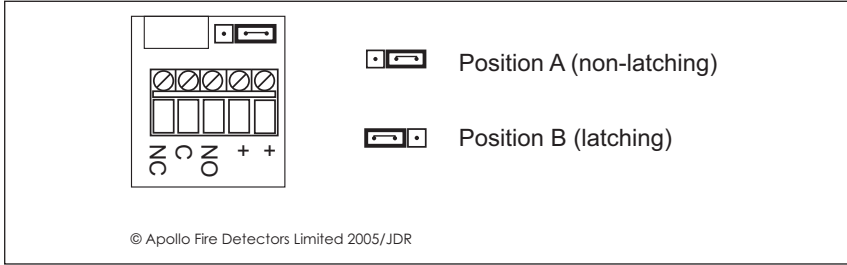 Position A (non-latching)
Position B (latching)
NC C NO + +
© Apollo Fire Detectors Limited 2005/JDR